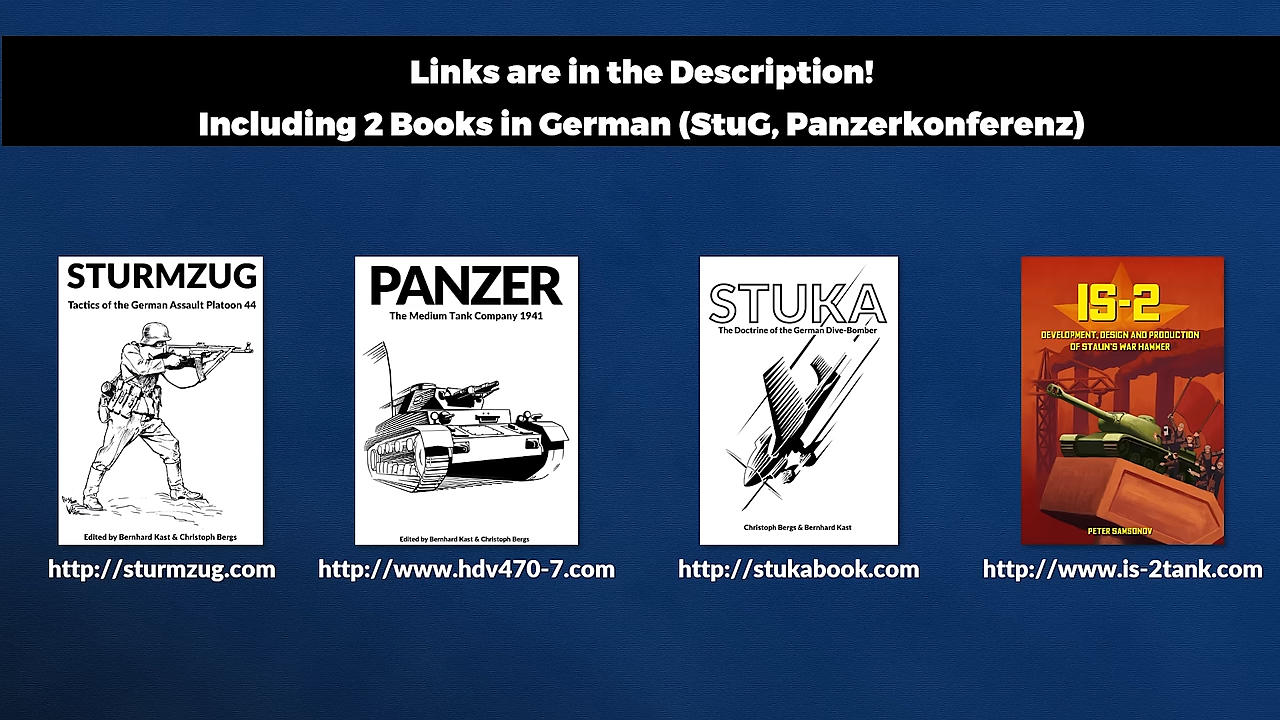 Links are in the Description!
Including 2 Books in German (StuG, Panzerkonferenz)
STURMZUG
Tactics of the German Assault Platoon 44
Edited by Bernhard Kast & Christoph Bergs
http://sturmzug.com
PANZER
The Medium Tank Company 1941
Edited by Bernhard Kast & Christoph Bergs
http://www.hdv470-7.com
STUKA
The Doctrine of the German Dive-Bomber
Christoph Bergs & Bernhard Kast
http://stukabook.com
IS-2
DEVELOPMENT, DESIGN AND PRODUCTION
OF STALIN'S WAR HAMMER
PETER SAMSONOV
http://www.is-2tank.com